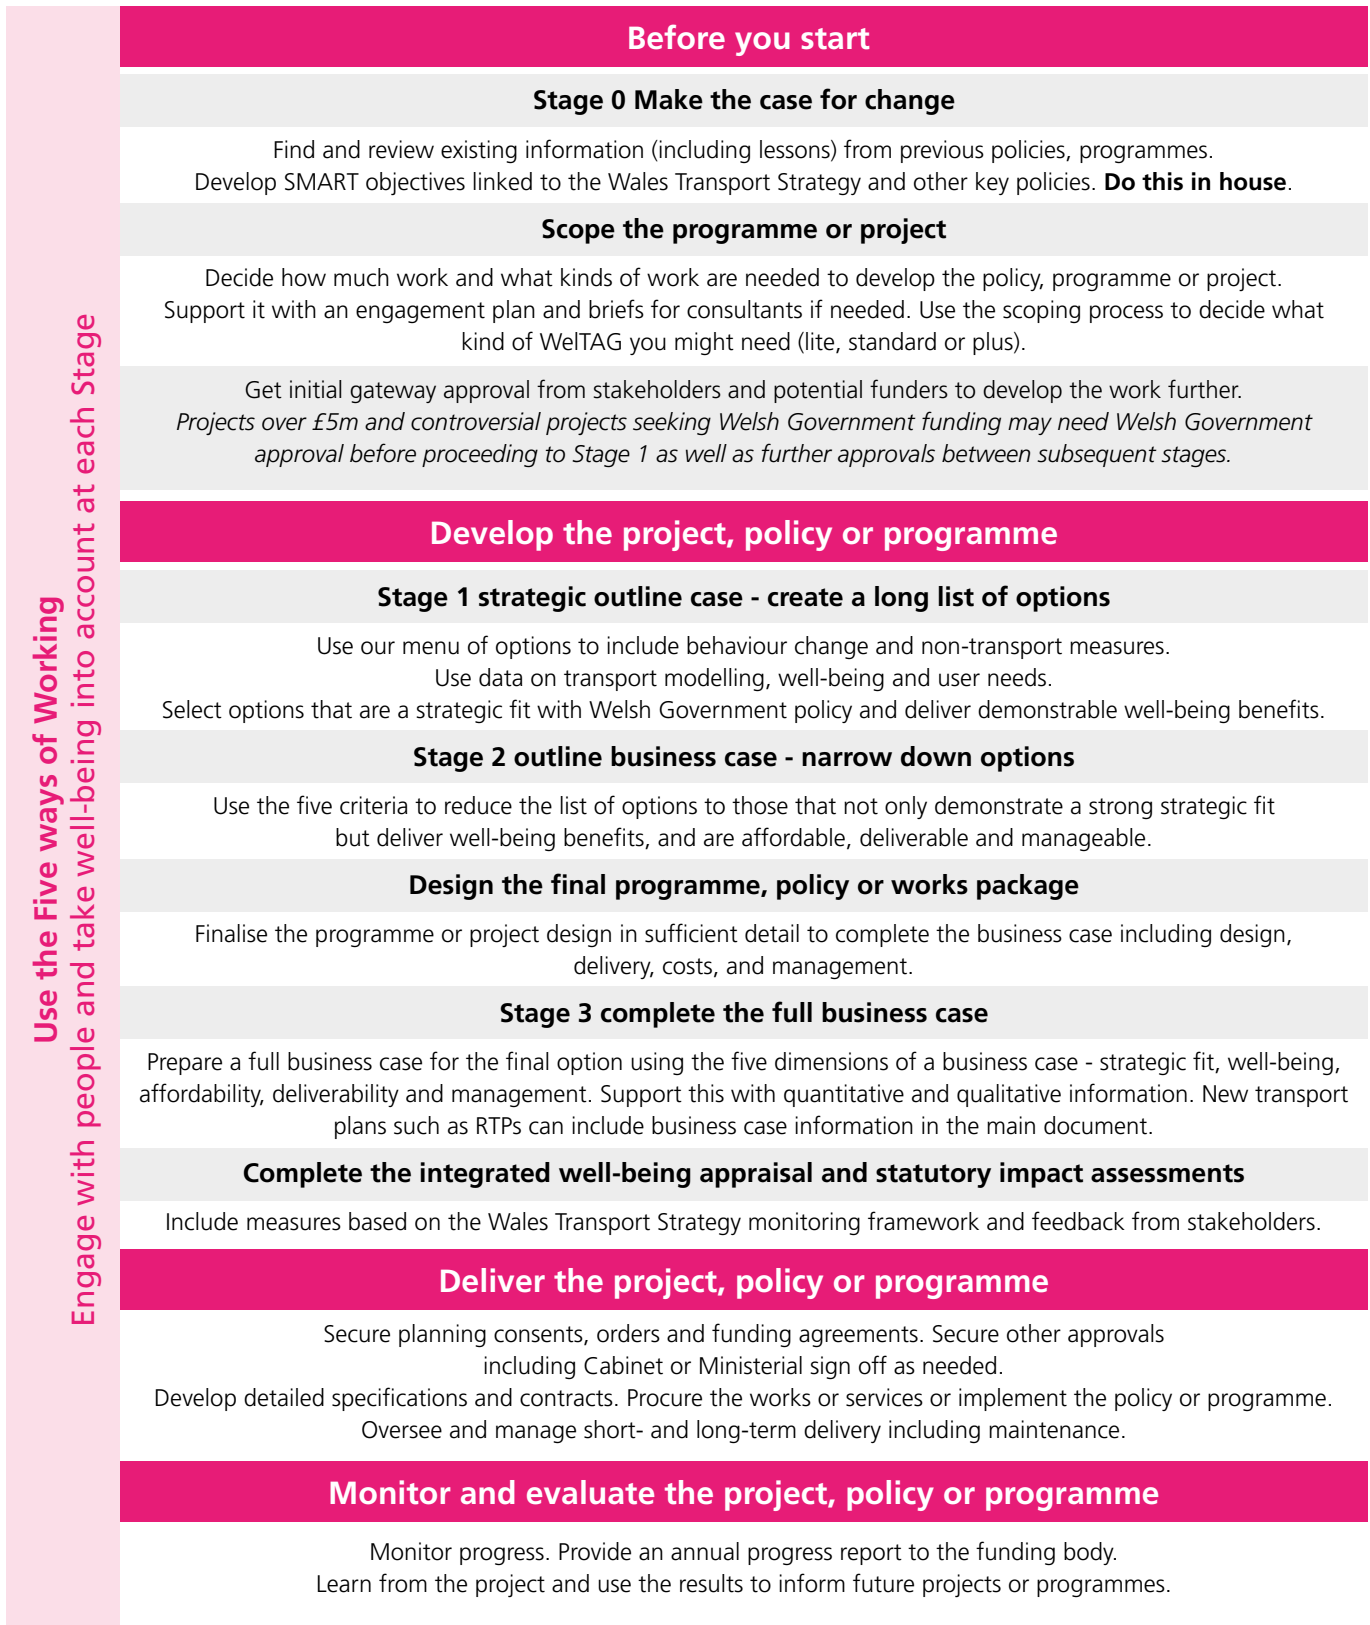 Use the Five ways of Working
Engage with people and take well-being into account at each Stage
Before you start
Stage 0 Make the case for change
Find and review existing information (including lessons) from previous policies, programmes.
Develop SMART objectives linked to the Wales Transport Strategy and other key policies. Do this in house.
Scope the programme or project
Decide how much work and what kinds of work are needed to develop the policy, programme or project.
Support it with an engagement plan and briefs for consultants if needed. Use the scoping process to decide what
kind of WelTAG you might need (lite, standard or plus).
Get initial gateway approval from stakeholders and potential funders to develop the work further.
Projects over £5m and controversial projects seeking Welsh Government funding may need Welsh Government
approval before proceeding to Stage 1 as well as further approvals between subsequent stages.
Develop the project, policy or programme
Stage 1 strategic outline case - create a long list of options
Use our menu of options to include behaviour change and non-transport measures.
Use data on transport modelling, well-being and user needs.
Select options that are a strategic fit with Welsh Government policy and deliver demonstrable well-being benefits.
Stage 2 outline business case - narrow down options
Use the five criteria to reduce the list of options to those that not only demonstrate a strong strategic fit
but deliver well-being benefits, and are affordable, deliverable and manageable.
Design the final programme, policy or works package
Finalise the programme or project design in sufficient detail to complete the business case including design,
delivery, costs, and management.
Stage 3 complete the full business case
Prepare a full business case for the final option using the five dimensions of a business case - strategic fit, well-being,
affordability, deliverability and management. Support this with quantitative and qualitative information. New transport
plans such as RTPs can include business case information in the main document.
Complete the integrated well-being appraisal and statutory impact assessments
Include measures based on the Wales Transport Strategy monitoring framework and feedback from stakeholders.
Deliver the project, policy or programme
Secure planning consents, orders and funding agreements. Secure other approvals
including Cabinet or Ministerial sign off as needed.
Develop detailed specifications and contracts. Procure the works or services or implement the policy or programme.
Oversee and manage short- and long-term delivery including maintenance.
Monitor and evaluate the project, policy or programme
Monitor progress. Provide an annual progress report to the funding body.
Learn from the project and use the results to inform future projects or programmes.